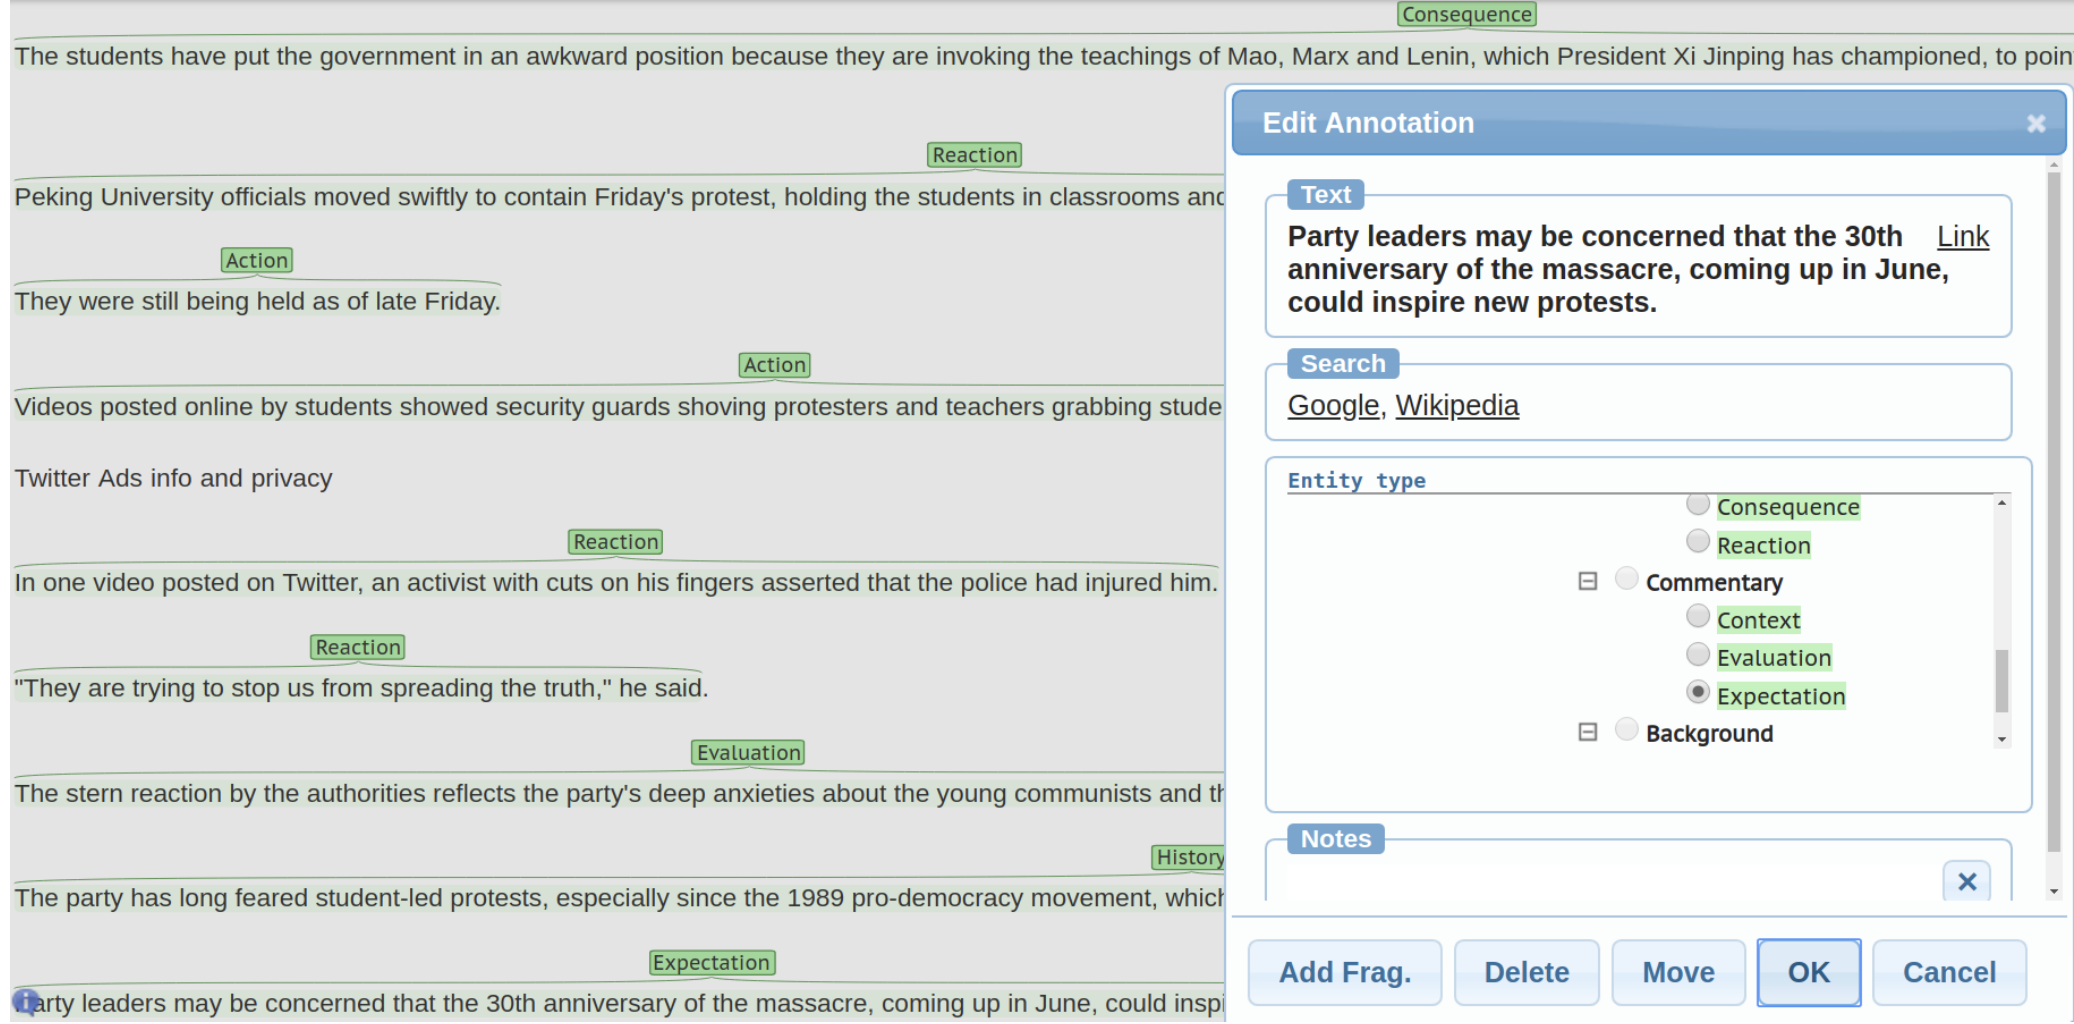 Consequence
The students have put the government in an awkward position because they are invoking the teachings of Mao, Marx and Lenin, which President Xi Jinping has championed, to poin
Reaction
Peking University officials moved swiftly to contain Friday's protest, holding the students in classrooms and
Action
They were still being held as of late Friday.
Action
Videos posted online by students showed security guards shoving protesters and teachers grabbing stude
Twitter Ads info and privacy
Reaction
In one video posted on Twitter, an activist with cuts on his fingers asserted that the police had injured him.
Reaction
"They are trying to stop us from spreading the truth," he said.
Evaluation
The stern reaction by the authorities reflects the party's deep anxieties about the young communists and th
History
The party has long feared student-led protests, especially since the 1989 pro-democracy movement, which
Expectation
Party leaders may be concerned that the 30th anniversary of the massacre, coming up in June, could inspi
Edit Annotation
Text
Party leaders may be concerned that the 30th Link
anniversary of the massacre, coming up in June,
could inspire new protests.
Search
Google, Wikipedia
Entity type
Consequence
Reaction
Commentary
Context
Evaluation
Expectation
Background
Notes
Add Frag. Delete Move OK Cancel